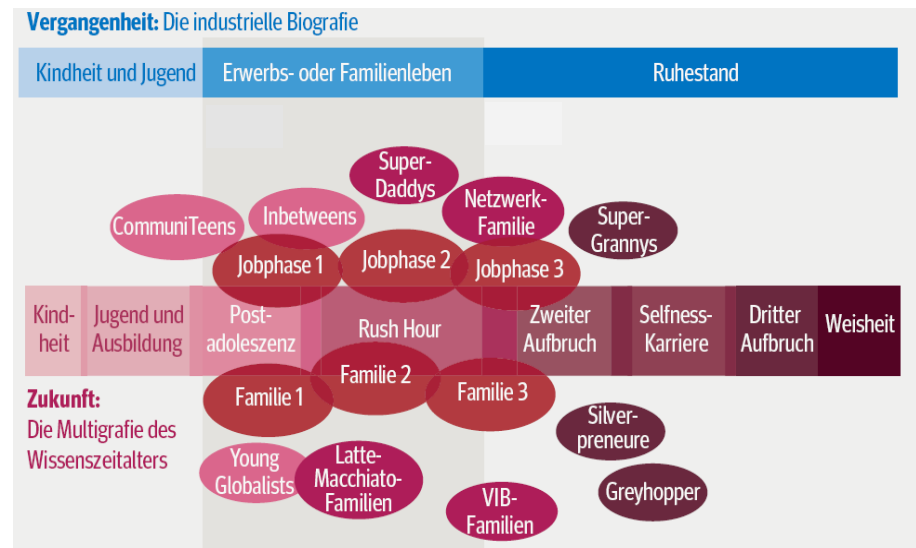 Vergangenheit: Die industrielle Biografie
Kindheit und Jugend
Erwerbs- oder Familienleben
Ruhestand
Super-
Daddys
CommuniTeens
Inbetweens
Netzwerk-
Familie
Super-
Grannys
Jobphase 1
Jobphase 2
Jobphase 3
Kind-
heit
Jugend und
Ausbildung
Post-
adoleszenz
Rush Hour
Zweiter
Aufbruch
Selfness-
Karriere
Dritter
Aufbruch
Weisheit
Familie 1
Familie 2
Familie 3
Zukunft:
Die Multigrafie des
Wissenszeitalters
Young
Globalists
Latte-
Macchiato-
Familien
VIB-
Familien
Silver-
preneure
Greyhopper